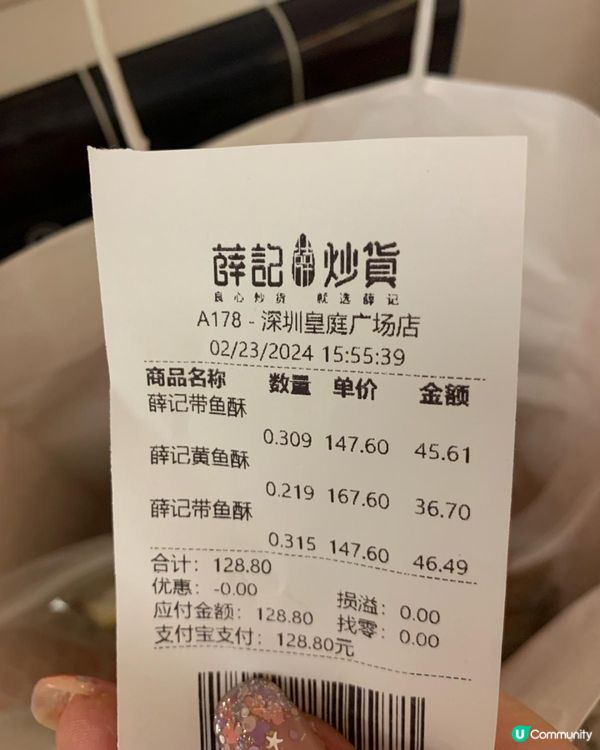 薛記炒貨
良心炒货 就选薛记
A178 - 深圳皇庭广场店
02/23/2024 15:55:39
商品名称 数量 单价 金额
薛记带鱼酥
0.309 147.60 45.61
薛记黄鱼酥
0.219 167.60 36.70
薛记带鱼酥
0.315 147.60 46.49
合计: 128.80
优惠: -0.00 损溢: 0.00
应付金额: 128.80 找零: 0.00
支付宝支付: 128.80元
U Community